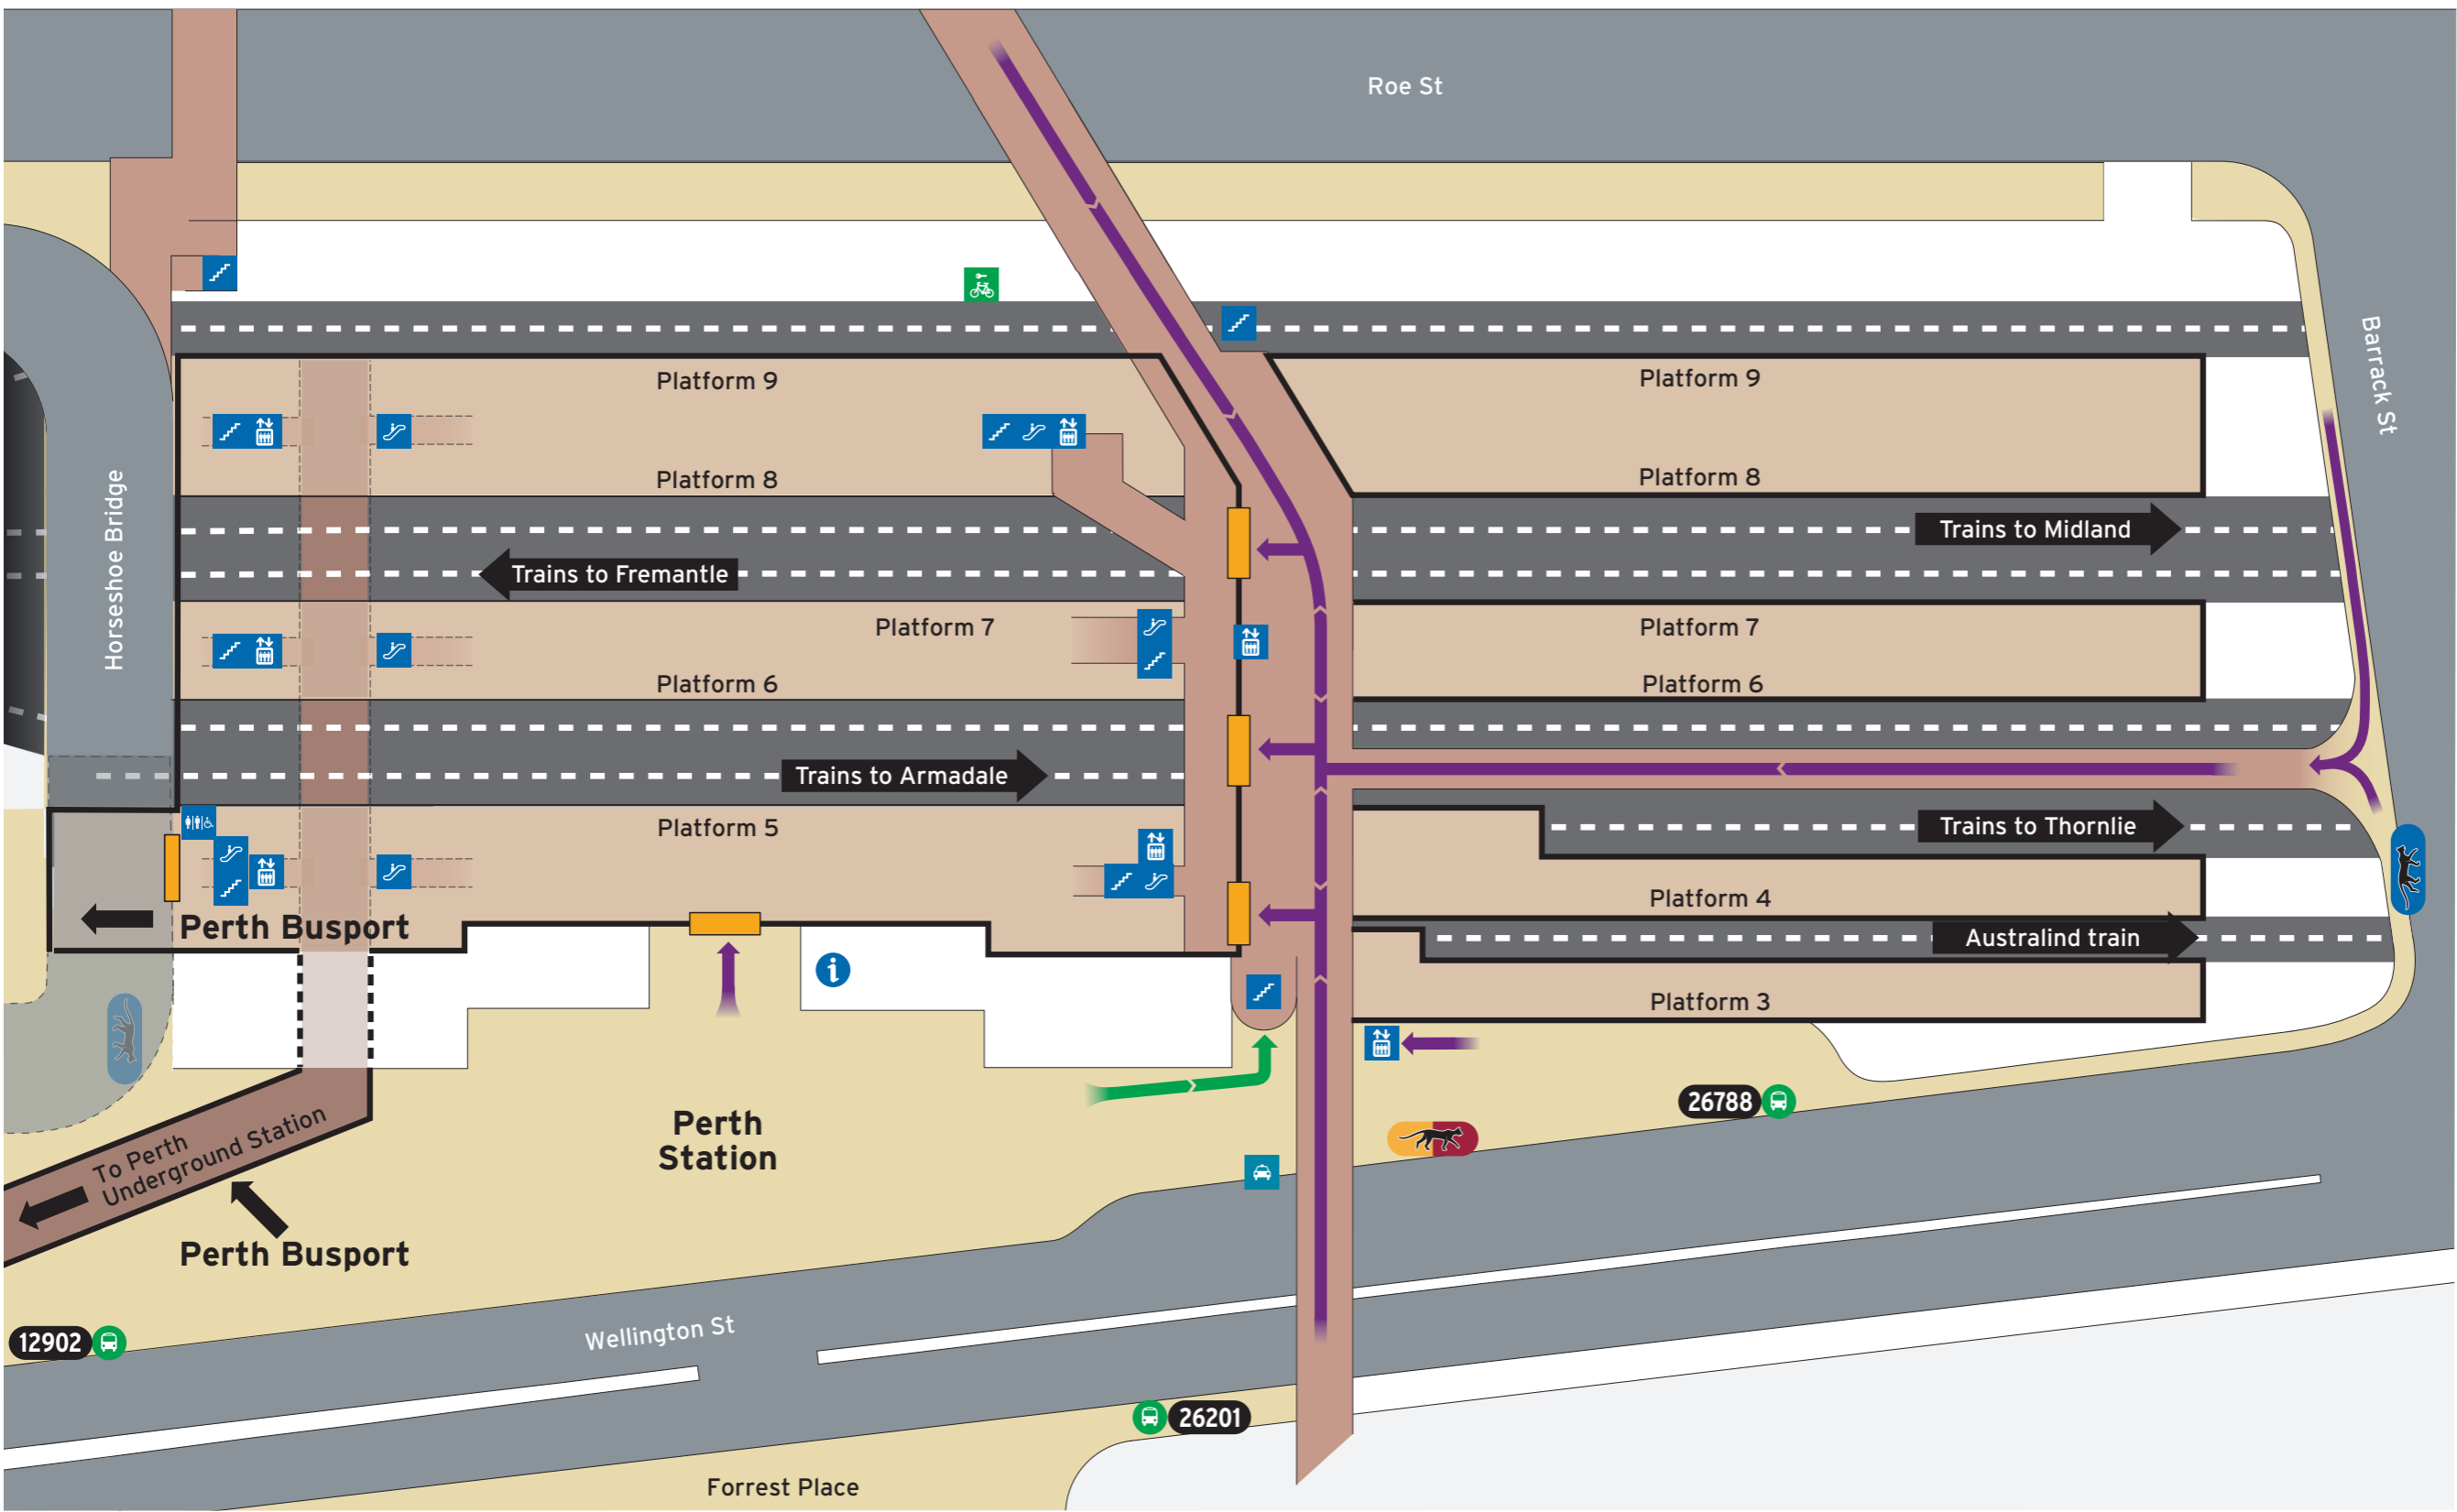 Roe St
Barrack St
Horseshoe Bridge
Platform 9
Platform 9
Platform 8
Platform 8
Trains to Midland
Trains to Fremantle
Platform 7
Platform 7
Platform 6
Platform 6
Trains to Armadale
Platform 5
Trains to Thornlie
Platform 4
Perth Busport
Australind train
i
Platform 3
26788
Perth
Station
To Perth
Underground Station
Perth Busport
12902
Wellington St
26201
Forrest Place